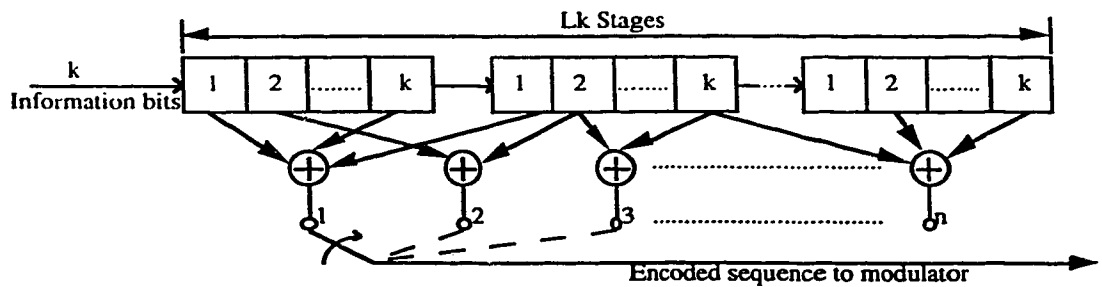 Lk Stages
k
Information bits
1 2 ........ k 1 2 ........ k ........ 1 2 ........ k
1 2 3 n
Encoded sequence to modulator